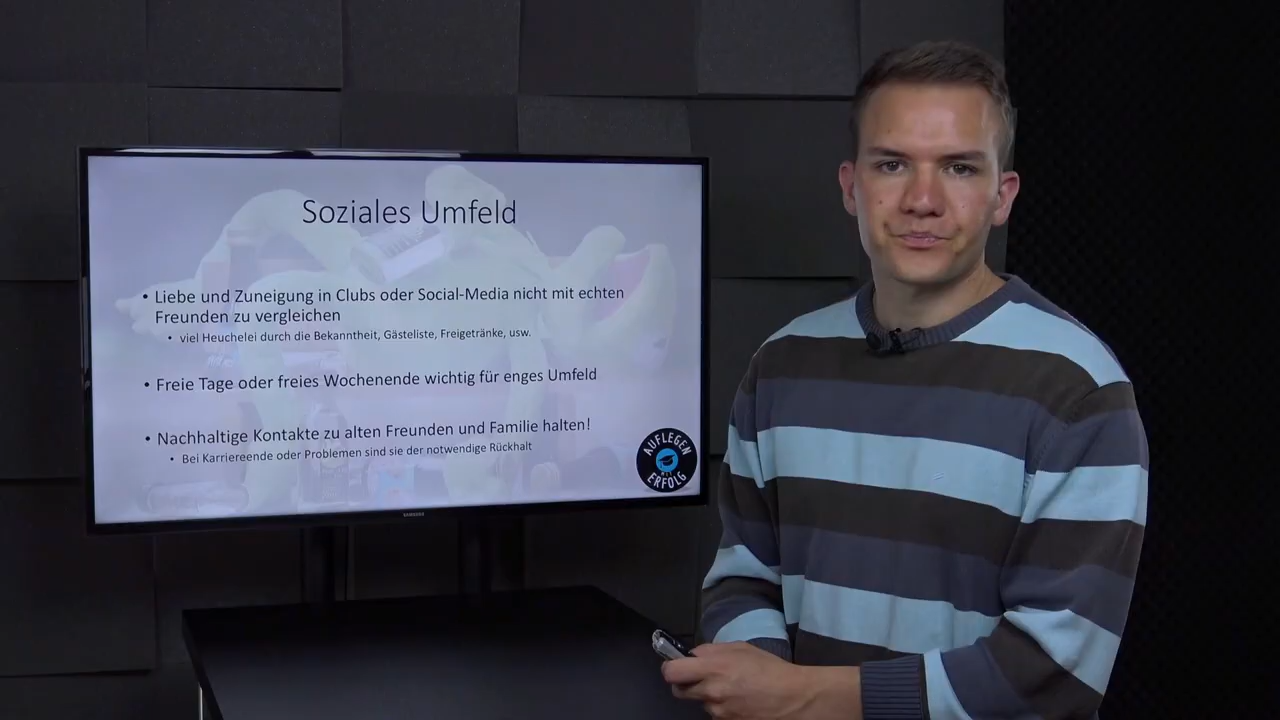 Soziales Umfeld
• Liebe und Zuneigung in Clubs oder Social-Media nicht mit echten
Freunden zu vergleichen
• viel Heuchelei durch die Bekanntheit, Gästeliste, Freigetränke, usw.
• Freie Tage oder freies Wochenende wichtig für enges Umfeld
• Nachhaltige Kontakte zu alten Freunden und Familie halten!
• Bei Karriereende oder Problemen sind sie der notwendige Rückhalt
AUFLEGEN
MIT
ERFOLG
SAMSUNG